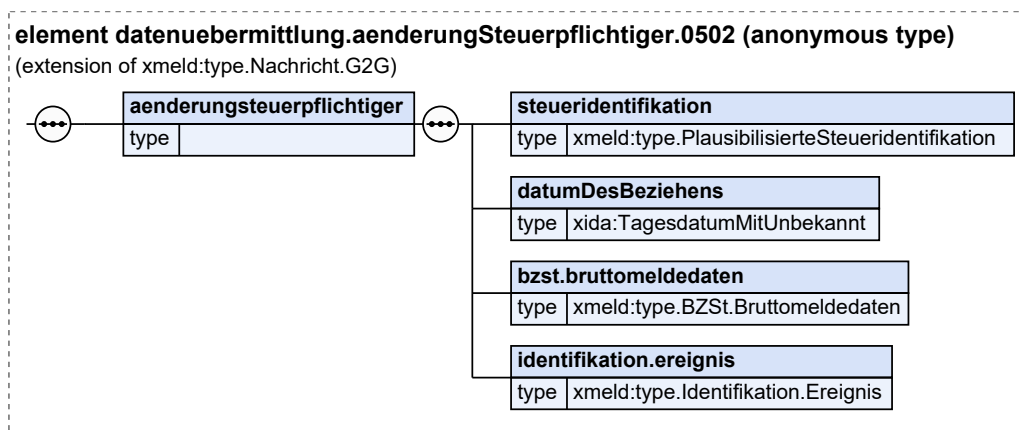 element datenuebermittlung.aenderungSteuerpflichtiger.0502 (anonymous type)
(extension of xmeld:type.Nachricht.G2G)
aenderungsteuerpflichtiger
type
steueridentifikation
type xmeld:type.PlausibilisierteSteueridentifikation
datumDesBeziehens
type xida:TagesdatumMitUnbekannt
bzst.bruttomeldedaten
type xmeld:type.BZSt.Bruttomeldedaten
identifikation.ereignis
type xmeld:type.Identifikation.Ereignis